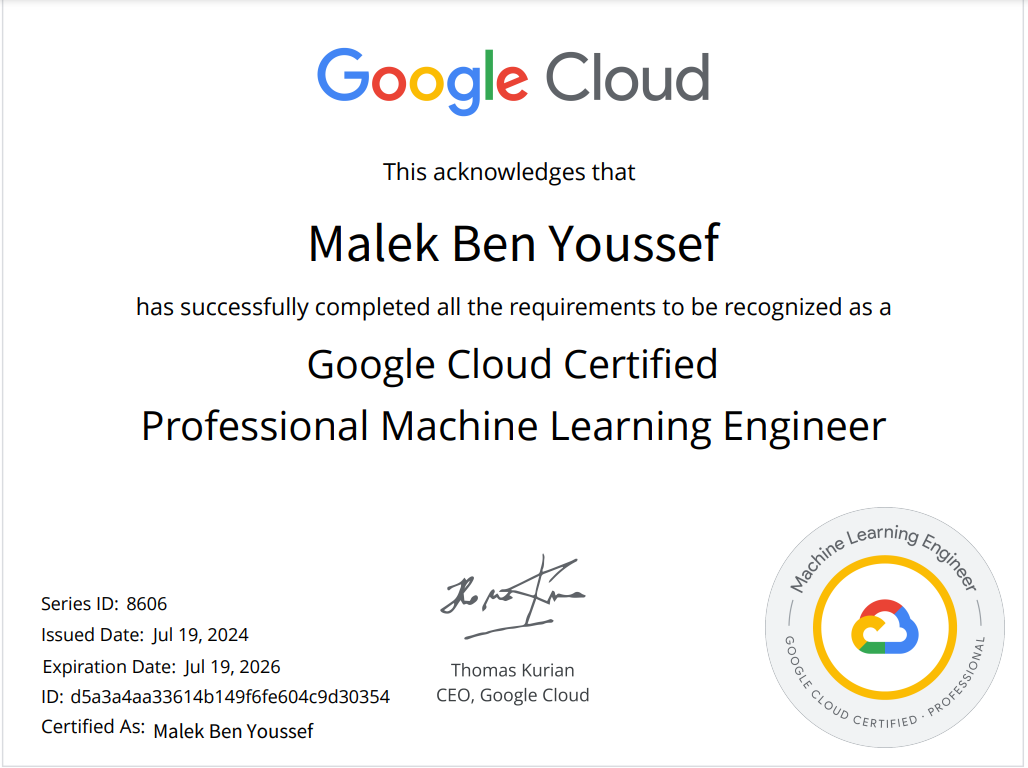 Google Cloud
This acknowledges that
Malek Ben Youssef
has successfully completed all the requirements to be recognized as a
Google Cloud Certified
Professional Machine Learning Engineer
Series ID: 8606
Issued Date: Jul 19, 2024
Expiration Date: Jul 19, 2026
ID: d5a3a4aa33614b149f6fe604c9d30354
Certified As: Malek Ben Youssef
Thomas Kurian
CEO, Google Cloud
Machine Learning Engineer
GOOGLE CLOUD CERTIFIED · PROFESSIONAL